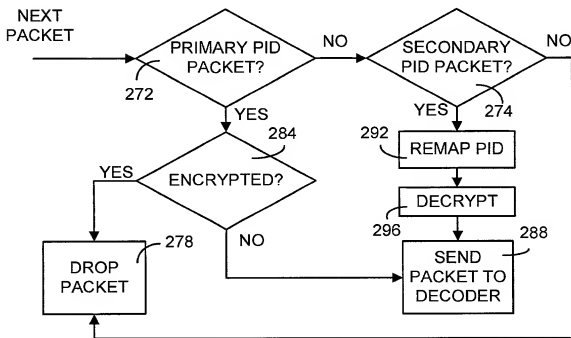 NEXT
PACKET
PRIMARY PID
PACKET?
272
NO
SECONDARY
PID PACKET?
274
NO
YES
YES
284
ENCRYPTED?
YES
NO
292
REMAP PID
DECRYPT
296
278
DROP
PACKET
288
SEND
PACKET TO
DECODER